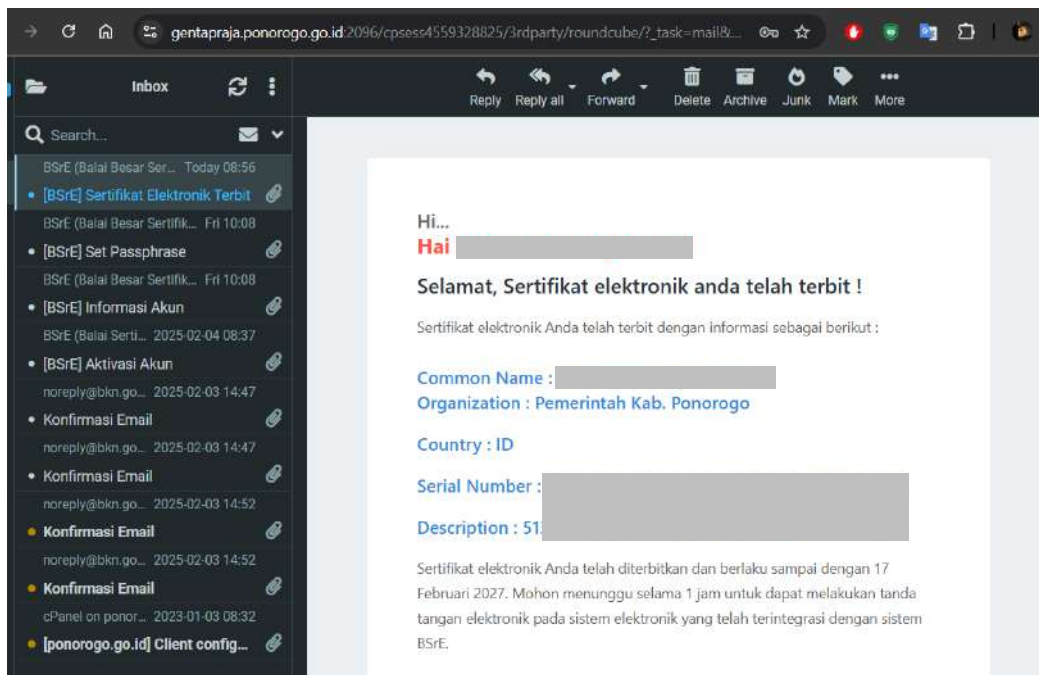 gentapraja.ponorogo.go.id:2096/cpsess4559328825/3rdparty/roundcube/?_task=mail&...
Inbox
Search...
BSrE (Balai Besar Ser... Today 08:56
[BSrE] Sertifikat Elektronik Terbit
BSrE (Balai Besar Sertifik... Fri 10:08
[BSrE] Set Passphrase
BSrE (Balai Besar Sertifik... Fri 10:08
[BSrE] Informasi Akun
BSrE (Balai Serti... 2025-02-04 08:37
[BSrE] Aktivasi Akun
noreply@bkn.go... 2025-02-03 14:47
Konfirmasi Email
noreply@bkn.go... 2025-02-03 14:47
Konfirmasi Email
noreply@bkn.go... 2025-02-03 14:52
Konfirmasi Email
noreply@bkn.go... 2025-02-03 14:52
Konfirmasi Email
cPanel on ponor... 2023-01-03 08:32
[ponorogo.go.id] Client config...
Reply Reply all Forward Delete Archive Junk Mark More
Hi...
Hai
Selamat, Sertifikat elektronik anda telah terbit !
Sertifikat elektronik Anda telah terbit dengan informasi sebagai berikut :
Common Name :
Organization : Pemerintah Kab. Ponorogo
Country : ID
Serial Number :
Description : 51
Sertifikat elektronik Anda telah diterbitkan dan berlaku sampai dengan 17
Februari 2027. Mohon menunggu selama 1 jam untuk dapat melakukan tanda
tangan elektronik pada sistem elektronik yang telah terintegrasi dengan sistem
BSrE.